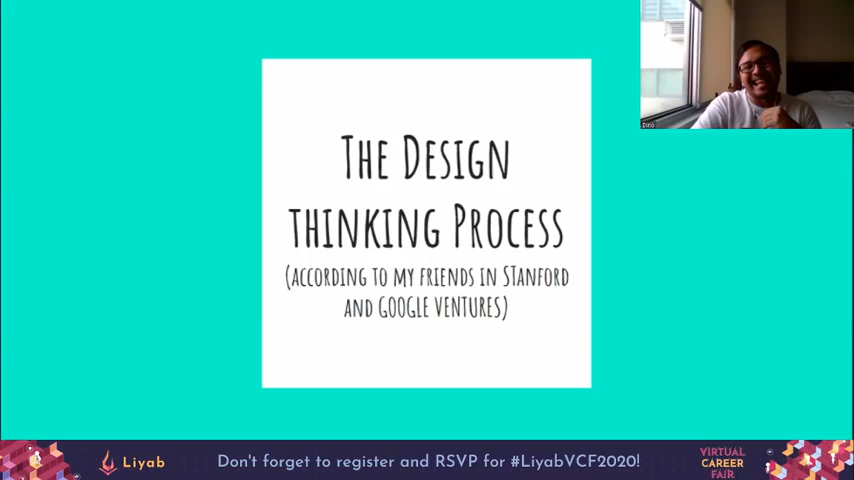 THE DESIGN
THINKING PROCESS
(ACCORDING TO MY FRIENDS IN STANFORD
AND GOOGLE VENTURES)
Dino
Liyab
Don't forget to register and RSVP for #LiyabVCF2020!
VIRTUAL
CAREER
FAIR